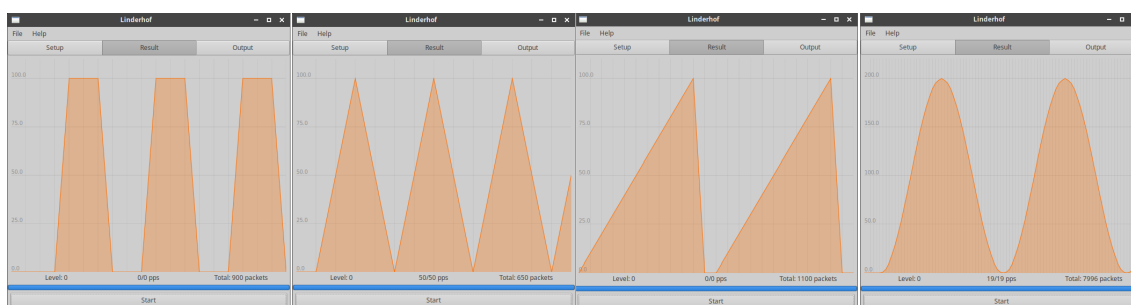 Linderhof
File Help
Setup Result Output
100.0
75.0
50.0
25.0
0.0
Level: 0 0/0 pps Total: 900 packets
Start
Linderhof
File Help
Setup Result Output
100.0
75.0
50.0
25.0
0.0
Level: 0 50/50 pps Total: 650 packets
Start
Linderhof
File Help
Setup Result Output
100.0
75.0
50.0
25.0
0.0
Level: 0 0/0 pps Total: 1100 packets
Start
Linderhof
File Help
Setup Result Output
200.0
150.0
100.0
50.0
0.0
Level: 0 19/19 pps Total: 7996 packets
Start